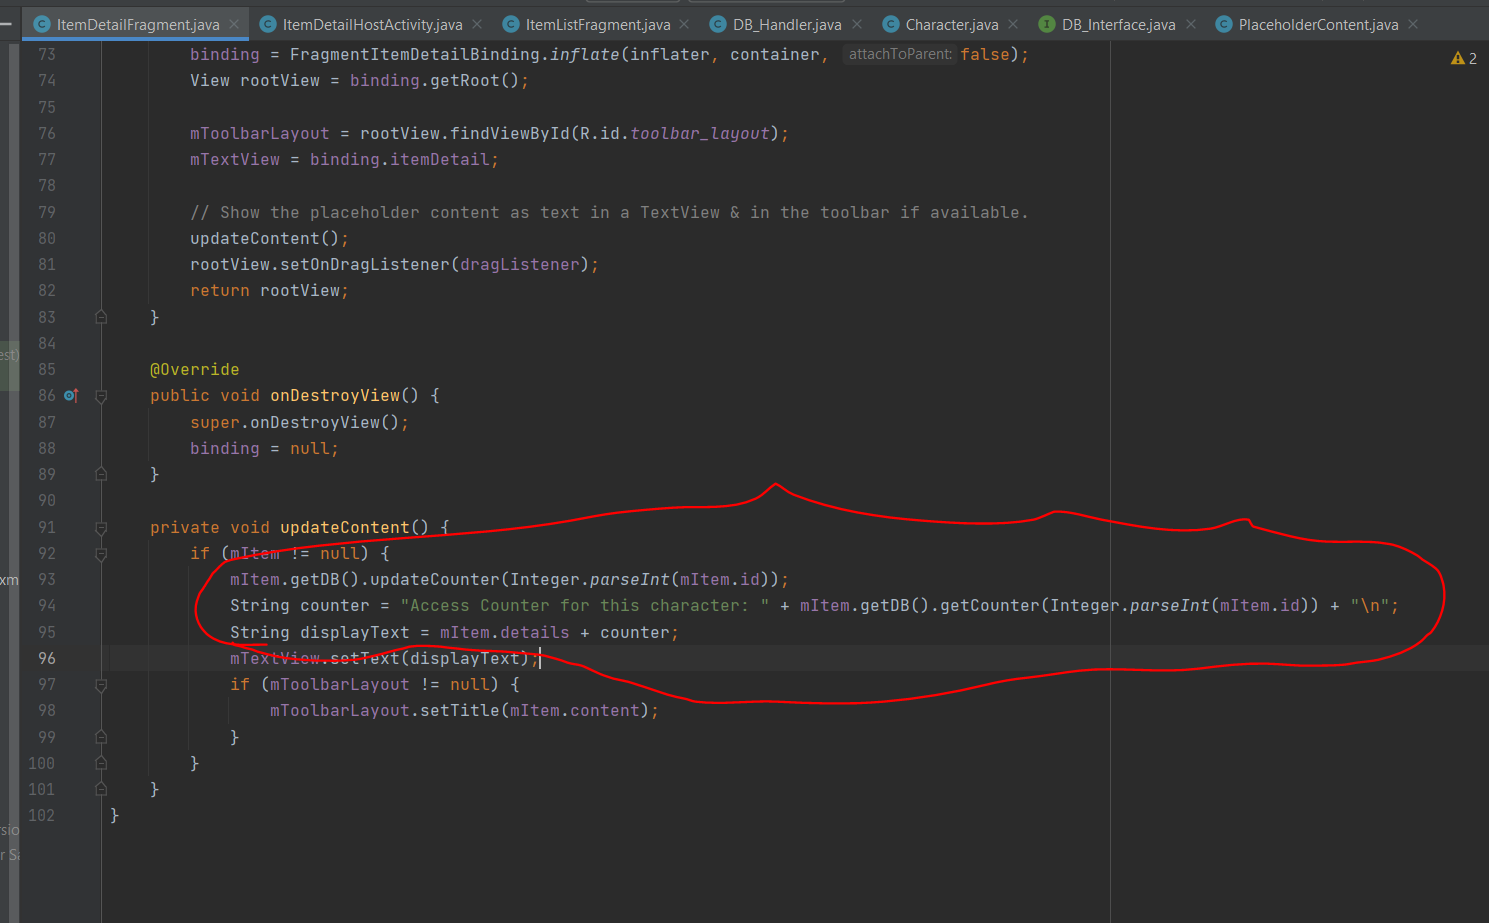 ItemDetailFragment.java ItemDetailHostActivity.java ItemListFragment.java DB_Handler.java Character.java DB_Interface.java PlaceholderContent.java
73 binding = FragmentItemDetailBinding.inflate(inflater, container, attachToParent: false);
2
74 View rootView = binding.getRoot();
75
76 mToolbarLayout = rootView.findViewById(R.id.toolbar_layout);
77 mTextView = binding.itemDetail;
78
79 // Show the placeholder content as text in a TextView & in the toolbar if available.
80 updateContent();
81 rootView.setOnDragListener(dragListener);
82 return rootView;
83 }
84
est)
85 @Override
86 public void onDestroyView() {
87 super.onDestroyView();
88 binding = null;
89 }
90
91 private void updateContent() {
92 if (mItem != null) {
xm
93 mItem.getDB().updateCounter(Integer.parseInt(mItem.id));
94 String counter = "Access Counter for this character: " + mItem.getDB().getCounter(Integer.parseInt(mItem.id)) + "\n";
95 String displayText = mItem.details + counter;
96 mTextView.setText(displayText);
97 if (mToolbarLayout != null) {
98 mToolbarLayout.setTitle(mItem.content);
99 }
100 }
101 }
102 }
rsio
r Sa